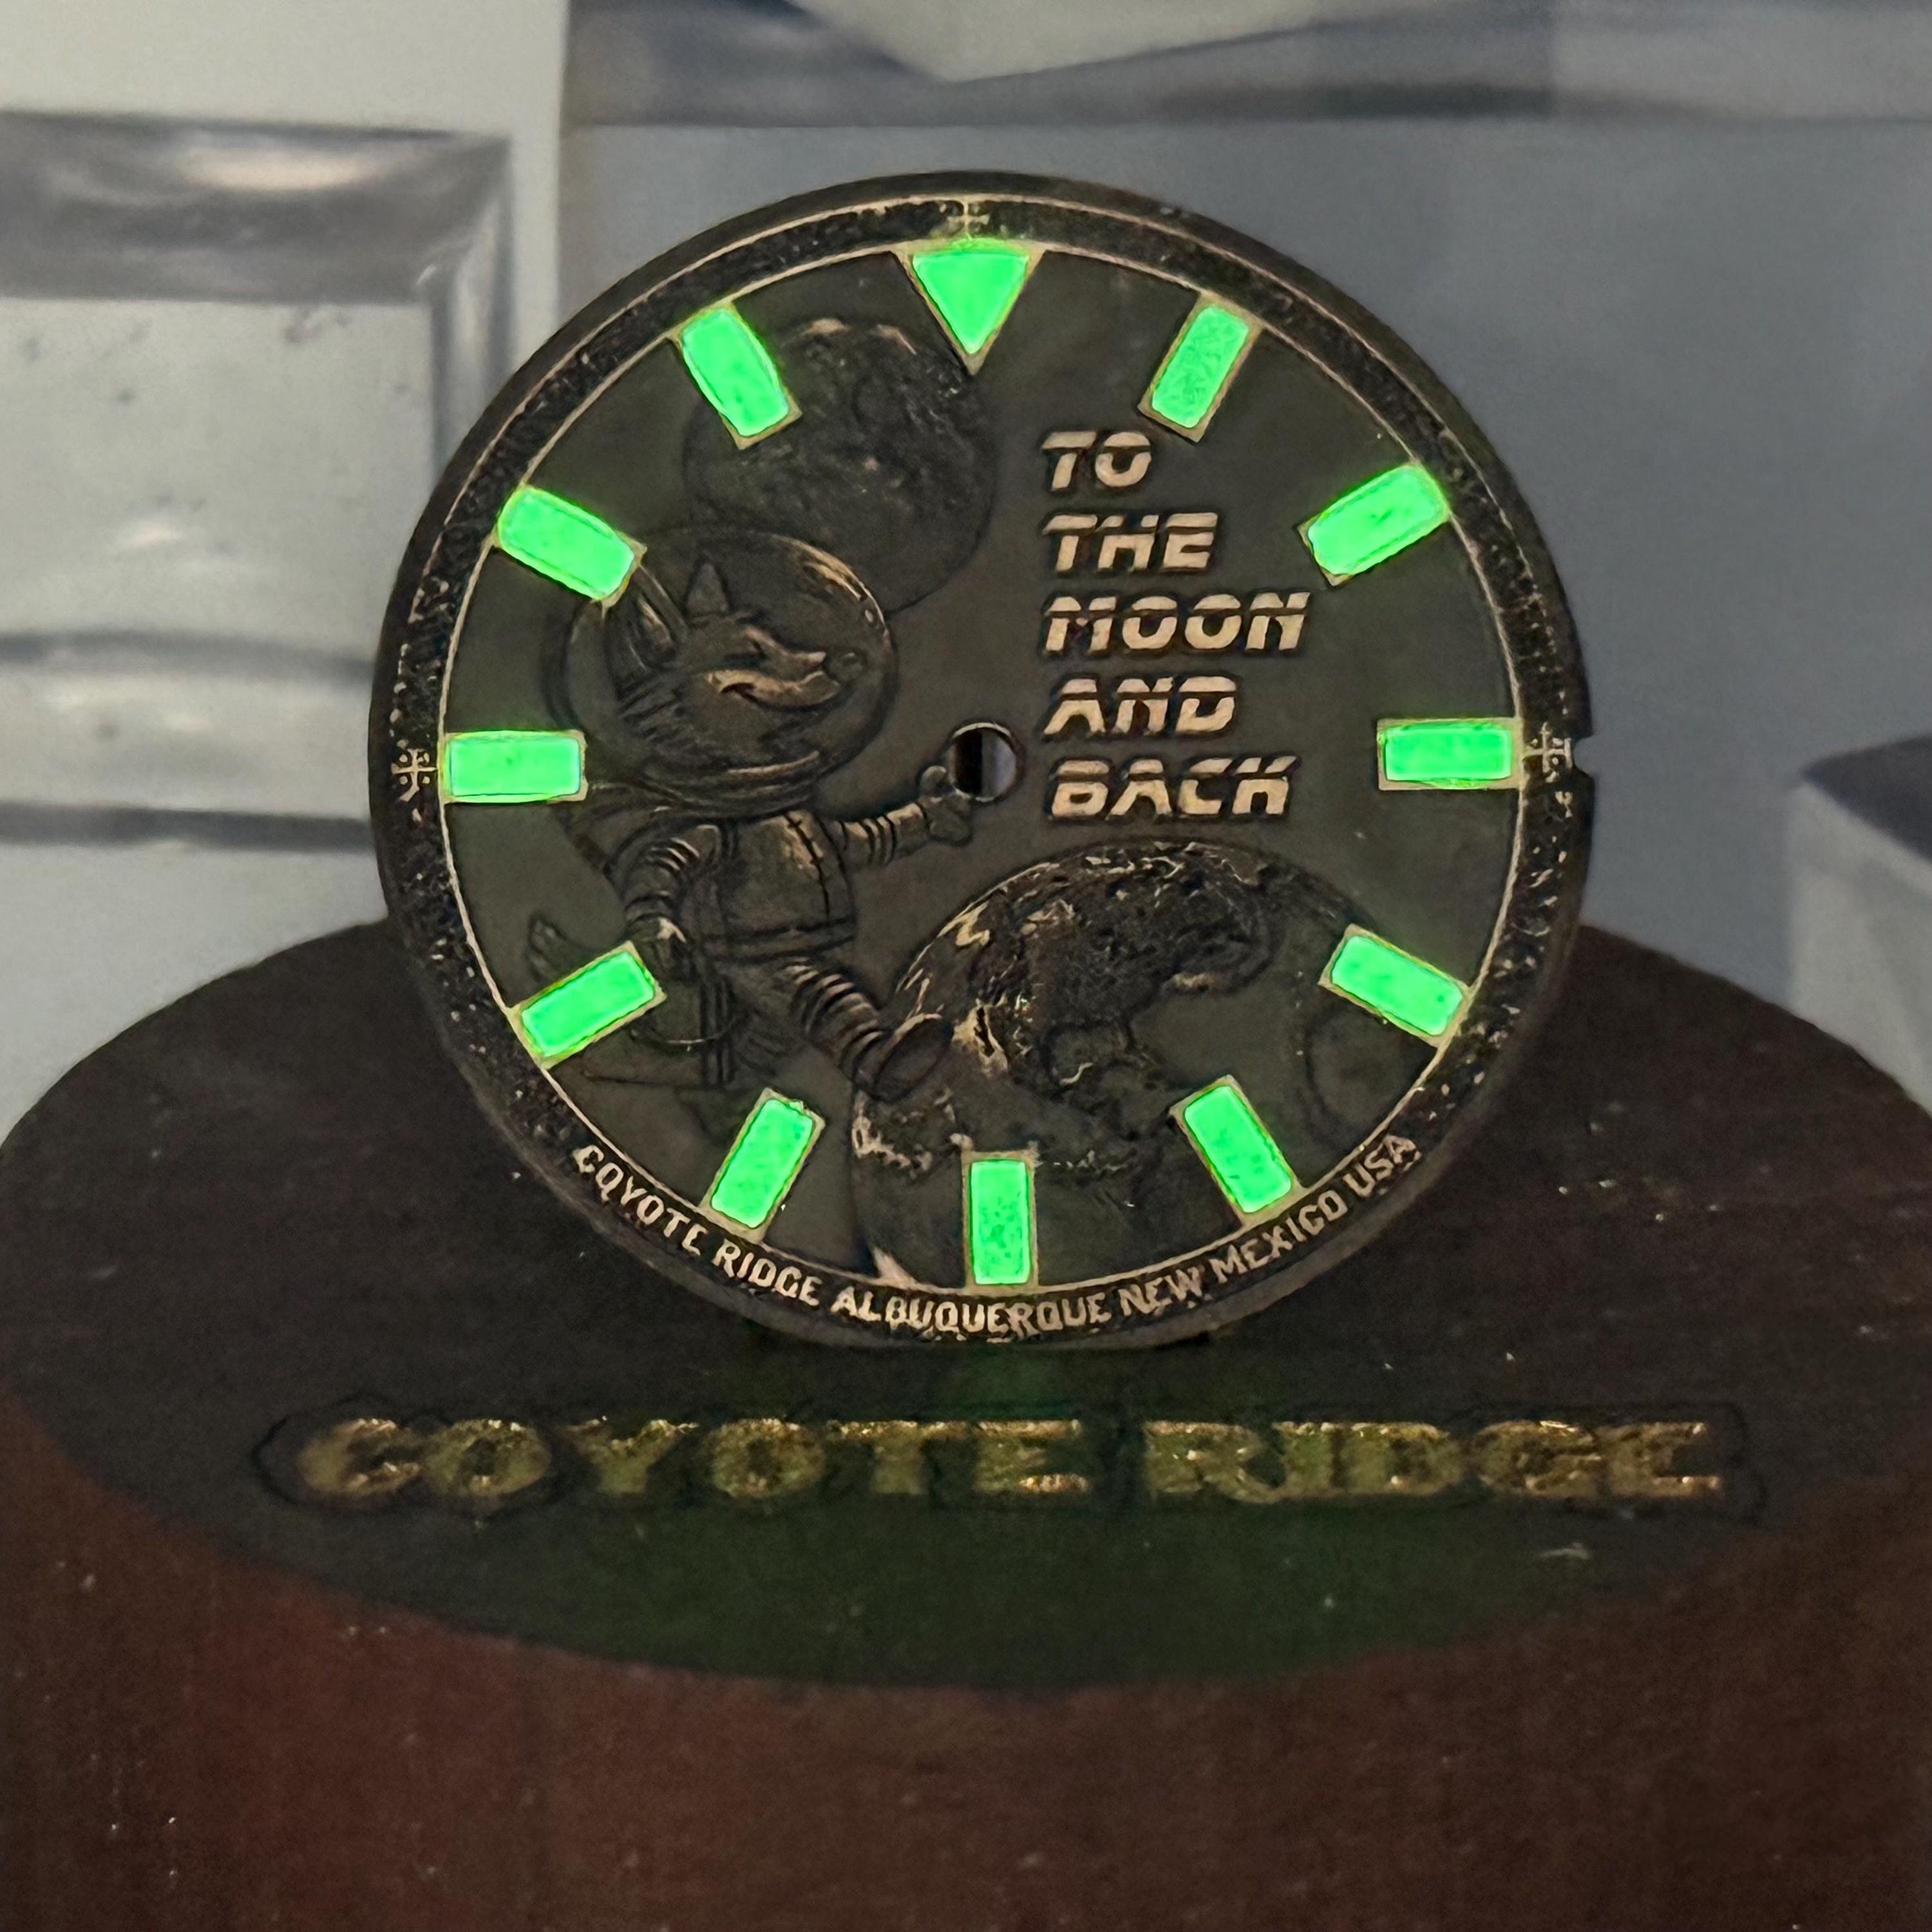 TO
THE
MOON
AND
BACK
COYOTE RIDGE ALBUQUERQUE NEW MEXICO USA
COYOTE RIDGE